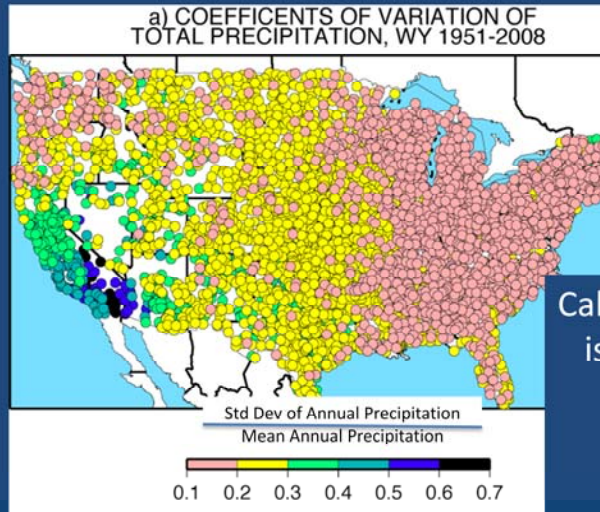 a) COEFFICENTS OF VARIATION OF
TOTAL PRECIPITATION, WY 1951-2008
Std Dev of Annual Precipitation
Mean Annual Precipitation
0.1 0.2 0.3 0.4 0.5 0.6 0.7
is